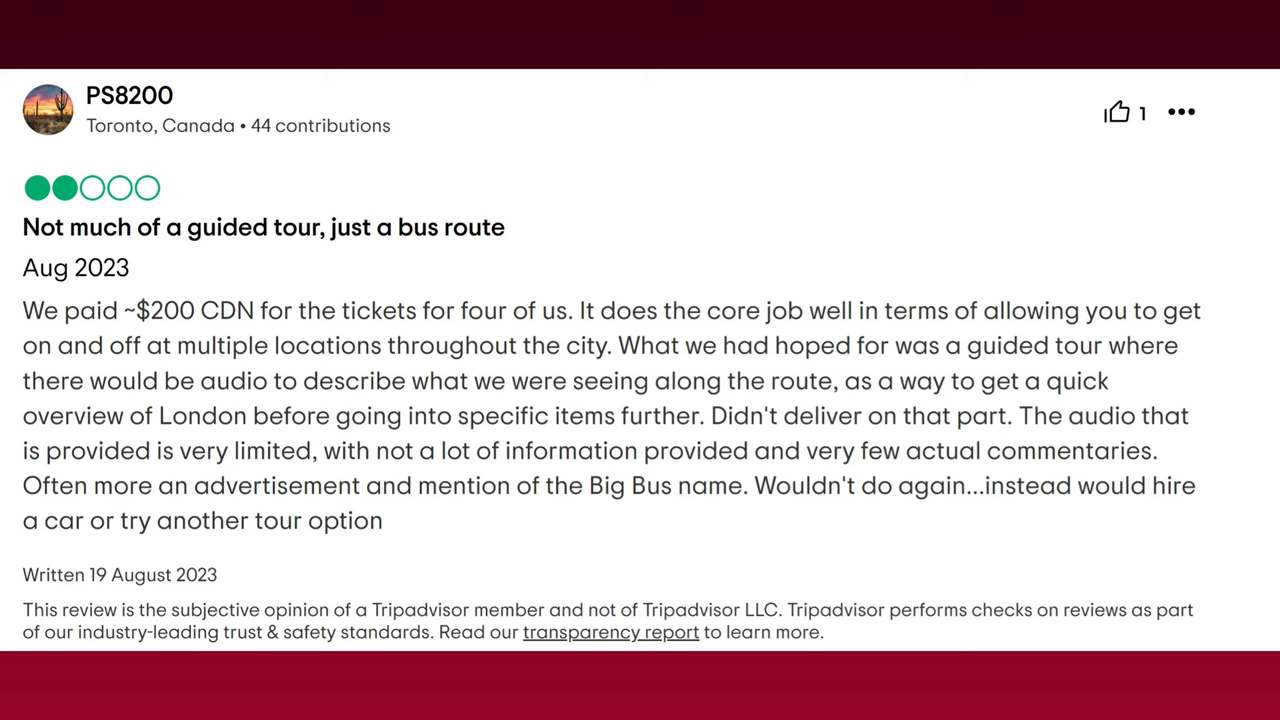 PS8200
Toronto, Canada • 44 contributions
1
Not much of a guided tour, just a bus route
Aug 2023
We paid ~$200 CDN for the tickets for four of us. It does the core job well in terms of allowing you to get
on and off at multiple locations throughout the city. What we had hoped for was a guided tour where
there would be audio to describe what we were seeing along the route, as a way to get a quick
overview of London before going into specific items further. Didn't deliver on that part. The audio that
is provided is very limited, with not a lot of information provided and very few actual commentaries.
Often more an advertisement and mention of the Big Bus name. Wouldn't do again...instead would hire
a car or try another tour option
Written 19 August 2023
This review is the subjective opinion of a Tripadvisor member and not of Tripadvisor LLC. Tripadvisor performs checks on reviews as part
of our industry-leading trust & safety standards. Read our transparency report to learn more.